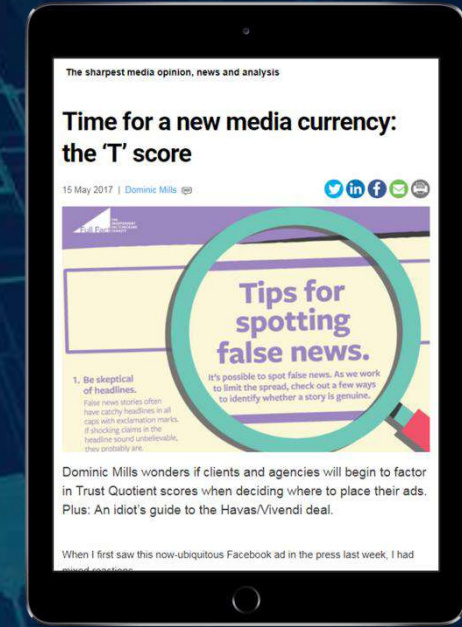 The sharpest media opinion, news and analysis
Time for a new media currency:
the ‘T’ score
15 May 2017 | Dominic Mills
Full Fact
Tips for
spotting
false news.
It's possible to spot false news. As we work
to limit the spread, check out a few ways
to identify whether a story is genuine.
1. Be skeptical
of headlines.
False news stories often
have catchy headlines in all
caps with exclamation marks.
If shocking claims in the
headline sound unbelievable,
they probably are.
Dominic Mills wonders if clients and agencies will begin to factor
in Trust Quotient scores when deciding where to place their ads.
Plus: An idiot's guide to the Havas/Vivendi deal.
When I first saw this now-ubiquitous Facebook ad in the press last week, I had
mixed reactions